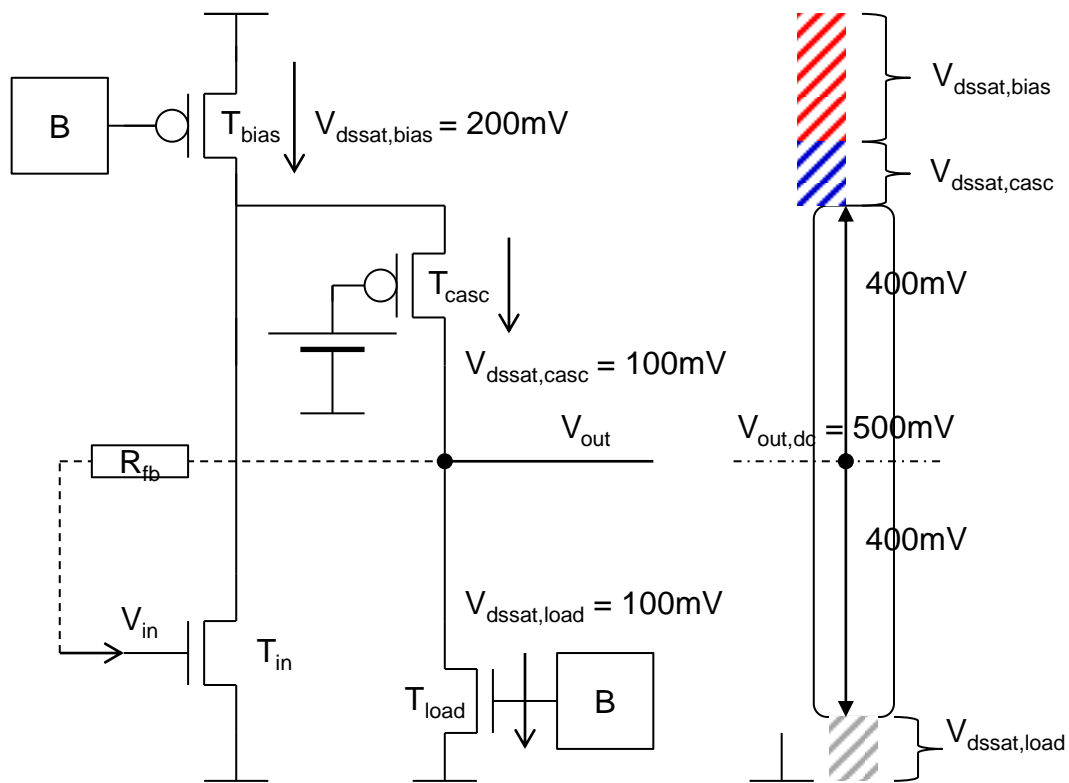 B
T_bias
V_dssat,bias = 200mV
V_dssat,bias
V_dssat,casc
T_casc
400mV
V_dssat,casc = 100mV
V_out
V_out,dc = 500mV
R_fb
400mV
V_dssat,load = 100mV
V_in
T_in
T_load
B
V_dssat,load